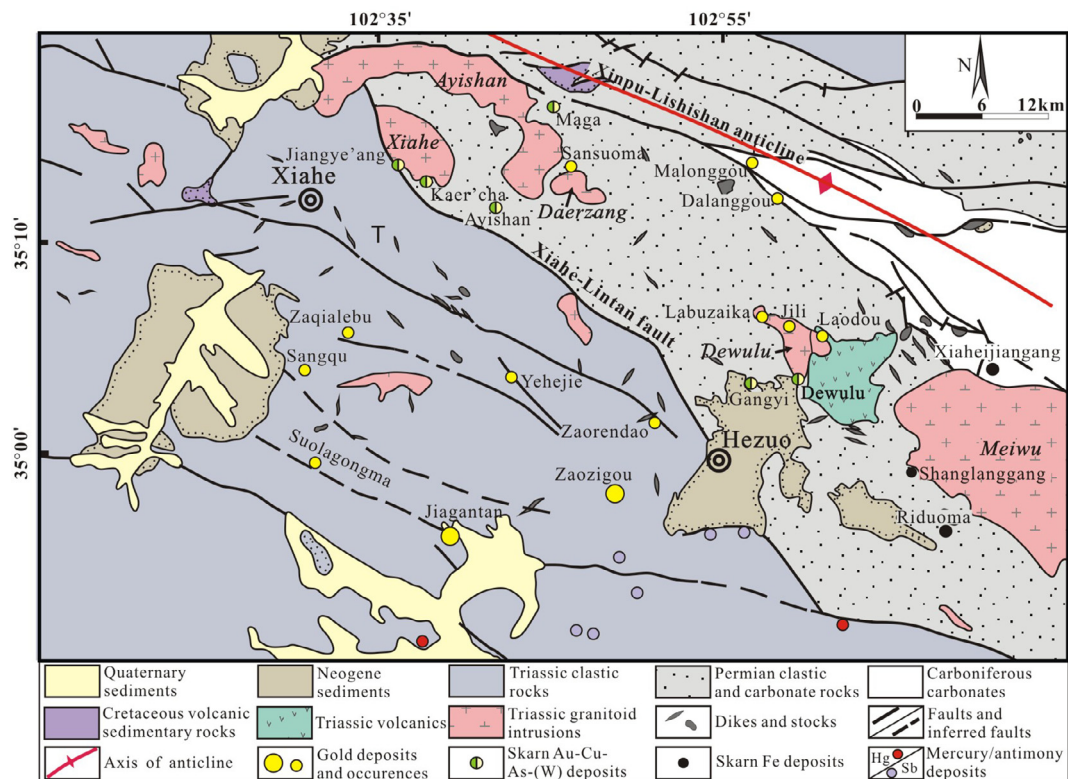 102°35′
102°55′
35°10′
35°00′
N
0 6 12km
Ayishan
Xinpu-Lishishan anticline
Maga
Xiahe
Jiangye'ang
Sansuoma
Malonggou
Xiahe
Kaer'cha
Dalanggou
Ayishan
Daerzang
T
Xiahe-Lintan fault
Labuzaika
Jili
Laodou
Zaqialebu
Dewulu
Xiaheijiangang
Sangqu
Yehejie
Gangyi
Dewulu
Zaorendao
Hezuo
Meiwu
Suolagongma
Shanglanggang
Zaozigou
Jiagantan
Riduoma
Quaternary
sediments
Neogene
sediments
Triassic clastic
rocks
Permian clastic
and carbonate rocks
Carboniferous
carbonates
Cretaceous volcanic
sedimentary rocks
Triassic volcanics
Triassic granitoid
intrusions
Dikes and stocks
Faults and
inferred faults
Axis of anticline
Gold deposits
and occurences
Skarn Au-Cu-
As-(W) deposits
Skarn Fe deposits
Hg
Sb
Mercury/antimony
deposits